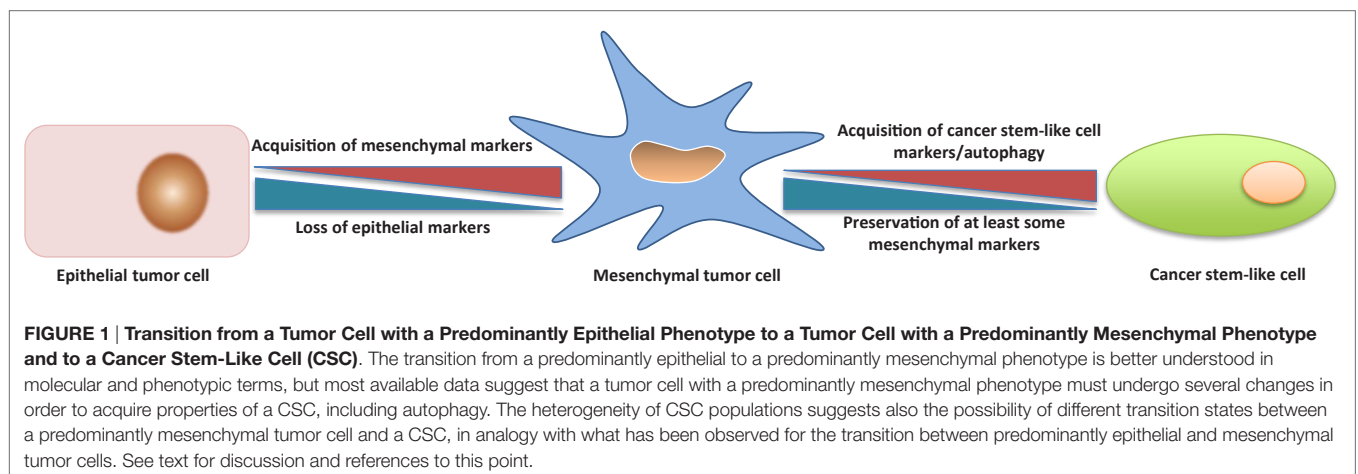 Acquisition of mesenchymal markers
Loss of epithelial markers
Acquisition of cancer stem-like cell
markers/autophagy
Preservation of at least some
mesenchymal markers
Epithelial tumor cell
Mesenchymal tumor cell
Cancer stem-like cell
FIGURE 1 | Transition from a Tumor Cell with a Predominantly Epithelial Phenotype to a Tumor Cell with a Predominantly Mesenchymal Phenotype
and to a Cancer Stem-Like Cell (CSC). The transition from a predominantly epithelial to a predominantly mesenchymal phenotype is better understood in
molecular and phenotypic terms, but most available data suggest that a tumor cell with a predominantly mesenchymal phenotype must undergo several changes in
order to acquire properties of a CSC, including autophagy. The heterogeneity of CSC populations suggests also the possibility of different transition states between
a predominantly mesenchymal tumor cell and a CSC, in analogy with what has been observed for the transition between predominantly epithelial and mesenchymal
tumor cells. See text for discussion and references to this point.